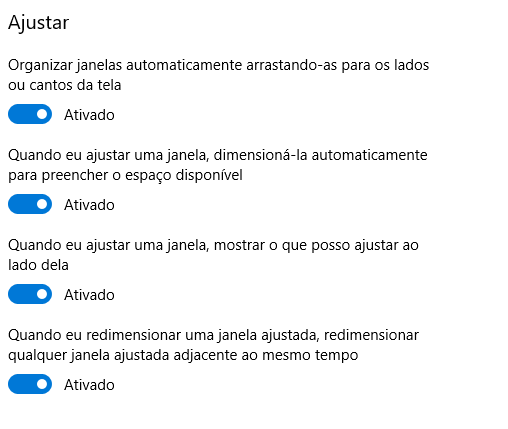 Ajustar
Organizar janelas automaticamente arrastando-as para os lados
ou cantos da tela
Ativado
Quando eu ajustar uma janela, dimensioná-la automaticamente
para preencher o espaço disponível
Ativado
Quando eu ajustar uma janela, mostrar o que posso ajustar ao
lado dela
Ativado
Quando eu redimensionar uma janela ajustada, redimensionar
qualquer janela ajustada adjacente ao mesmo tempo
Ativado